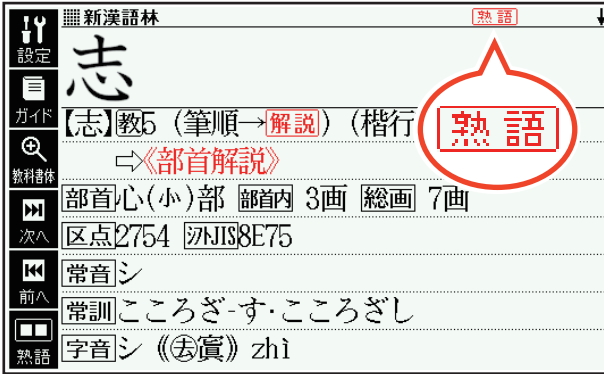 設定
ガイド
教科書体
次へ
前へ
熟語
新漢語林 熟語
志
【志】教5 (筆順→解説) (楷行
⇨《部首解説》
部首心(⺗)部 部首内 3画 総画 7画
区点2754 シフトJIS8E75
常音シ
常訓こころざ-す・こころざし
字音シ 《去寘》 zhì
熟語